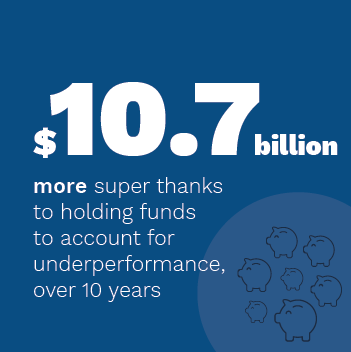 $10.7 billion
more super thanks
to holding funds
to account for
underperformance,
over 10 years